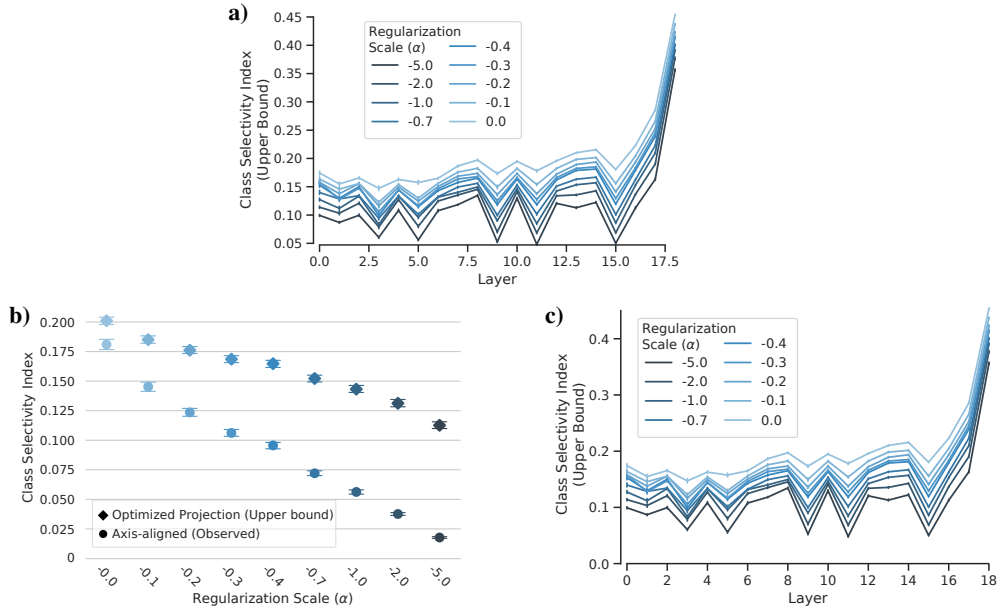 a)
Class Selectivity Index
(Upper Bound)
0.45
0.40
0.35
0.30
0.25
0.20
0.15
0.10
0.05
Regularization
Scale (α)
-5.0
-2.0
-1.0
-0.7
-0.4
-0.3
-0.2
-0.1
0.0
0.0 2.5 5.0 7.5 10.0 12.5 15.0 17.5
Layer
b)
Class Selectivity Index
0.200
0.175
0.150
0.125
0.100
0.075
0.050
0.025
0
Optimized Projection (Upper bound)
Axis-aligned (Observed)
-0.0 -0.1 -0.2 -0.3 -0.4 -0.7 -1.0 -2.0 -5.0
Regularization Scale (α)
c)
Class Selectivity Index
(Upper Bound)
0.4
0.3
0.2
0.1
0.0
Regularization
Scale (α)
-5.0
-2.0
-1.0
-0.7
-0.4
-0.3
-0.2
-0.1
0.0
0 2 4 6 8 10 12 14 16 18
Layer